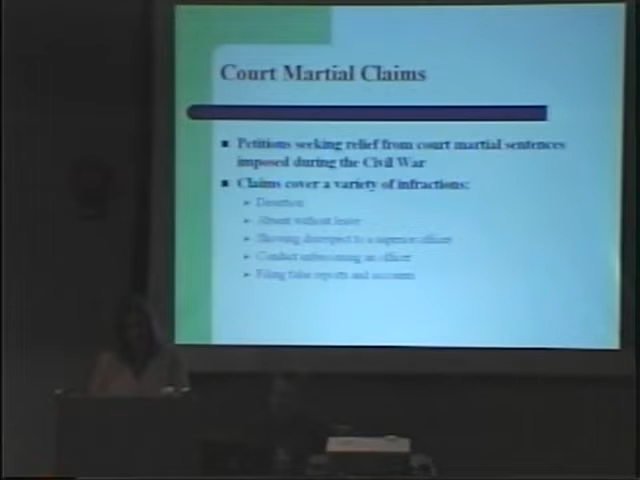 Court Martial Claims
Petitions seeking relief from court martial sentences
imposed during the Civil War
Claims cover a variety of infractions:
Desertion
Absent without leave
Showing disrespect to a superior officer
Conduct unbecoming an officer
Filing false reports and accounts